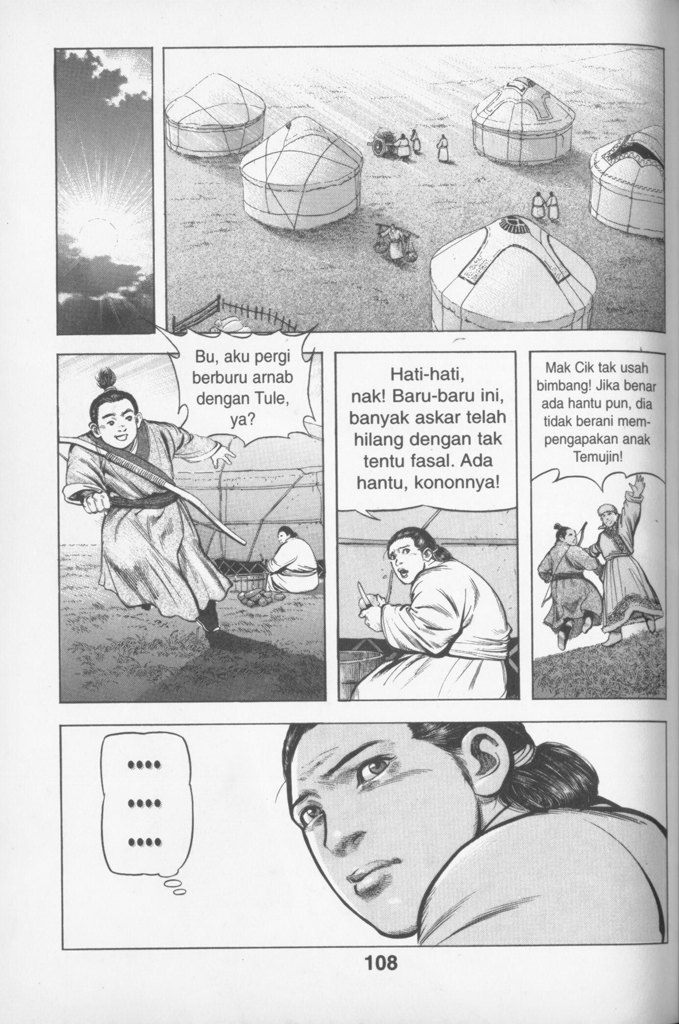 Bu, aku pergi
berburu arnab
dengan Tule,
ya?
Hati-hati,
nak! Baru-baru ini,
banyak askar telah
hilang dengan tak
tentu fasal. Ada
hantu, kononnya!
Mak Cik tak usah
bimbang! Jika benar
ada hantu pun, dia
tidak berani mem-
pengapakan anak
Temujin!
....
....
....
108